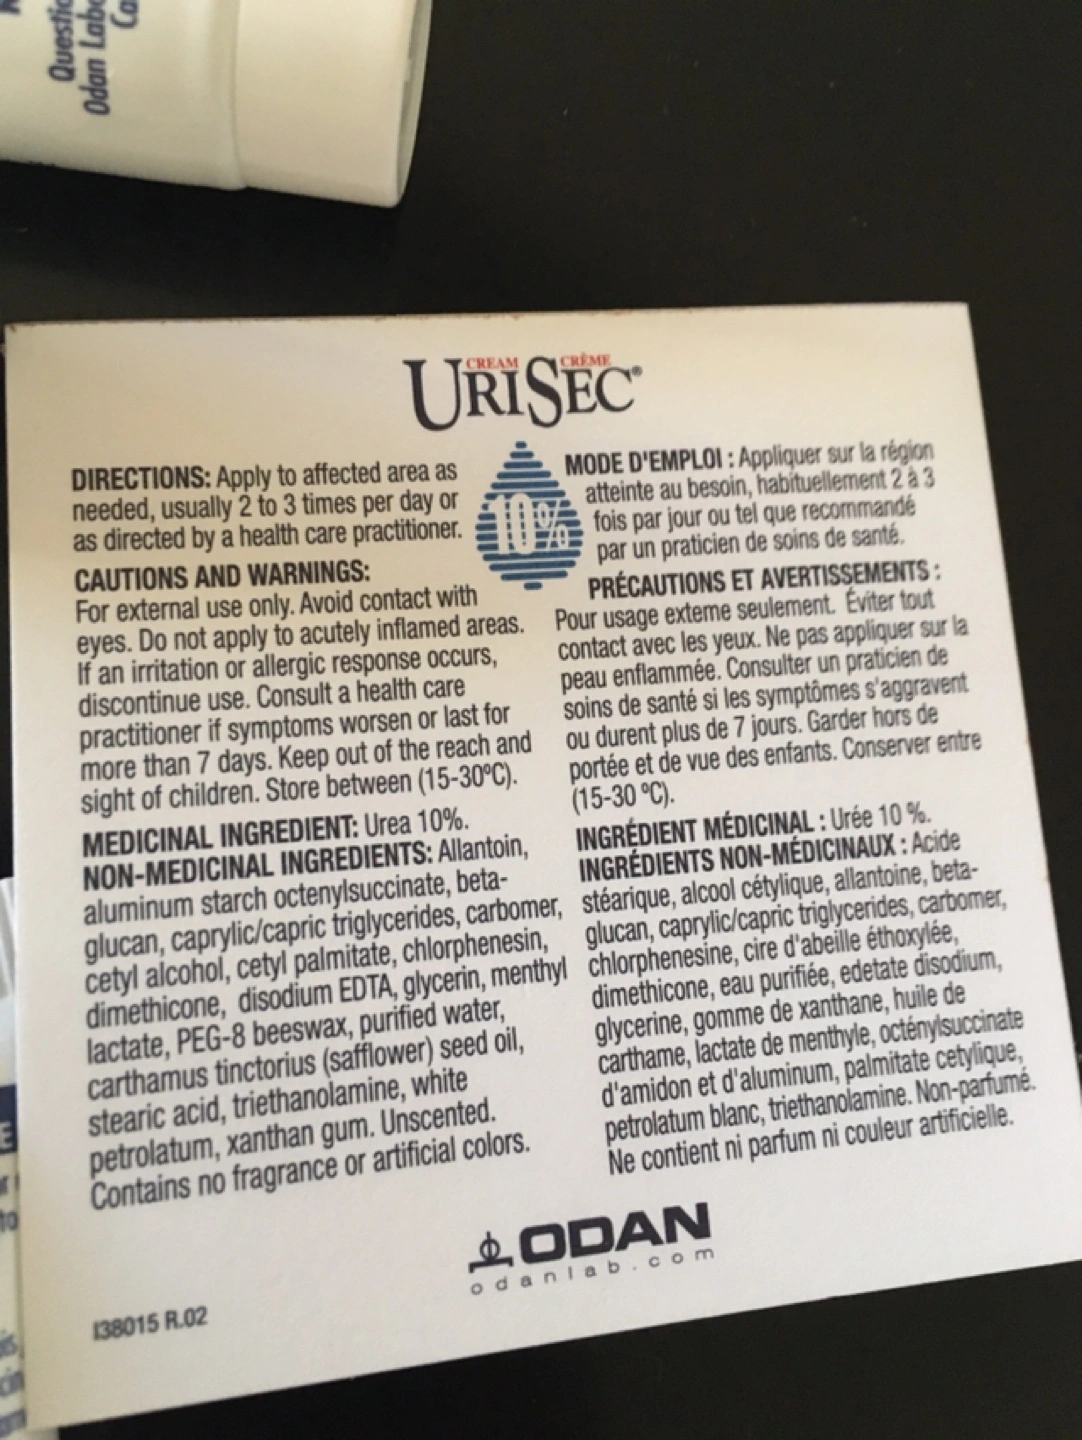 Questio
Odan Labo
Ca
CREAM CRÈME
URISEC®
10%
DIRECTIONS: Apply to affected area as
needed, usually 2 to 3 times per day or
as directed by a health care practitioner.
CAUTIONS AND WARNINGS:
For external use only. Avoid contact with
eyes. Do not apply to acutely inflamed areas.
If an irritation or allergic response occurs,
discontinue use. Consult a health care
practitioner if symptoms worsen or last for
more than 7 days. Keep out of the reach and
sight of children. Store between (15-30ºC).
MEDICINAL INGREDIENT: Urea 10%.
NON-MEDICINAL INGREDIENTS: Allantoin,
aluminum starch octenylsuccinate, beta-
glucan, caprylic/capric triglycerides, carbomer,
cetyl alcohol, cetyl palmitate, chlorphenesin,
dimethicone, disodium EDTA, glycerin, menthyl
lactate, PEG-8 beeswax, purified water,
carthamus tinctorius (safflower) seed oil,
stearic acid, triethanolamine, white
petrolatum, xanthan gum. Unscented.
Contains no fragrance or artificial colors.
MODE D'EMPLOI : Appliquer sur la région
atteinte au besoin, habituellement 2 à 3
fois par jour ou tel que recommandé
par un praticien de soins de santé.
PRÉCAUTIONS ET AVERTISSEMENTS :
Pour usage externe seulement. Éviter tout
contact avec les yeux. Ne pas appliquer sur la
peau enflammée. Consulter un praticien de
soins de santé si les symptômes s'aggravent
ou durent plus de 7 jours. Garder hors de
portée et de vue des enfants. Conserver entre
(15-30 ºC).
INGRÉDIENT MÉDICINAL : Urée 10 %.
INGRÉDIENTS NON-MÉDICINAUX : Acide
stéarique, alcool cétylique, allantoine, beta-
glucan, caprylic/capric triglycerides, carbomer,
chlorphenesine, cire d'abeille éthoxylée,
dimethicone, eau purifiée, edetate disodium,
glycerine, gomme de xanthane, huile de
carthame, lactate de menthyle, octénylsuccinate
d'amidon et d'aluminum, palmitate cetylique,
petrolatum blanc, triethanolamine. Non-parfumé.
Ne contient ni parfum ni couleur artificielle.
ODAN
odanlab.com
I38015 R.02